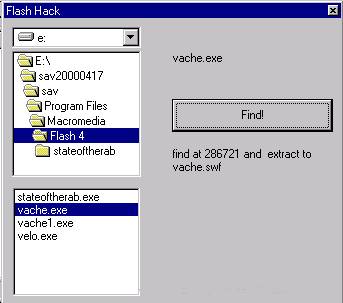 Flash Hack
e:
E:\
sav20000417
sav
Program Files
Macromedia
Flash 4
stateoftherab
stateoftherab.exe
vache.exe
vache1.exe
velo.exe
vache.exe
Find!
find at 286721 and extract to
vache.swf